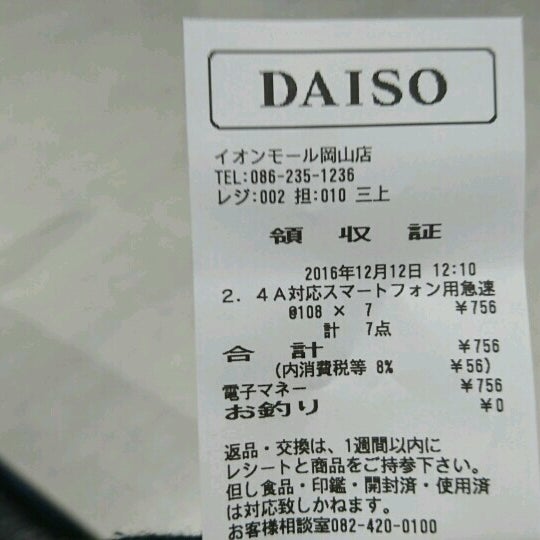 DAISO
イオンモール岡山店
TEL:086-235-1236
レジ:002 担:010 三上
領 収 証
2016年12月12日 12:10
2．4A対応スマートフォン用急速
@108 × 7 ¥756
計 7点
合 計 ¥756
(内消費税等 8% ¥56)
電子マネー ¥756
お釣り ¥0
返品・交換は、1週間以内に
レシートと商品をご持参下さい。
但し食品・印鑑・開封済・使用済
は対応致しかねます。
お客様相談室082-420-0100